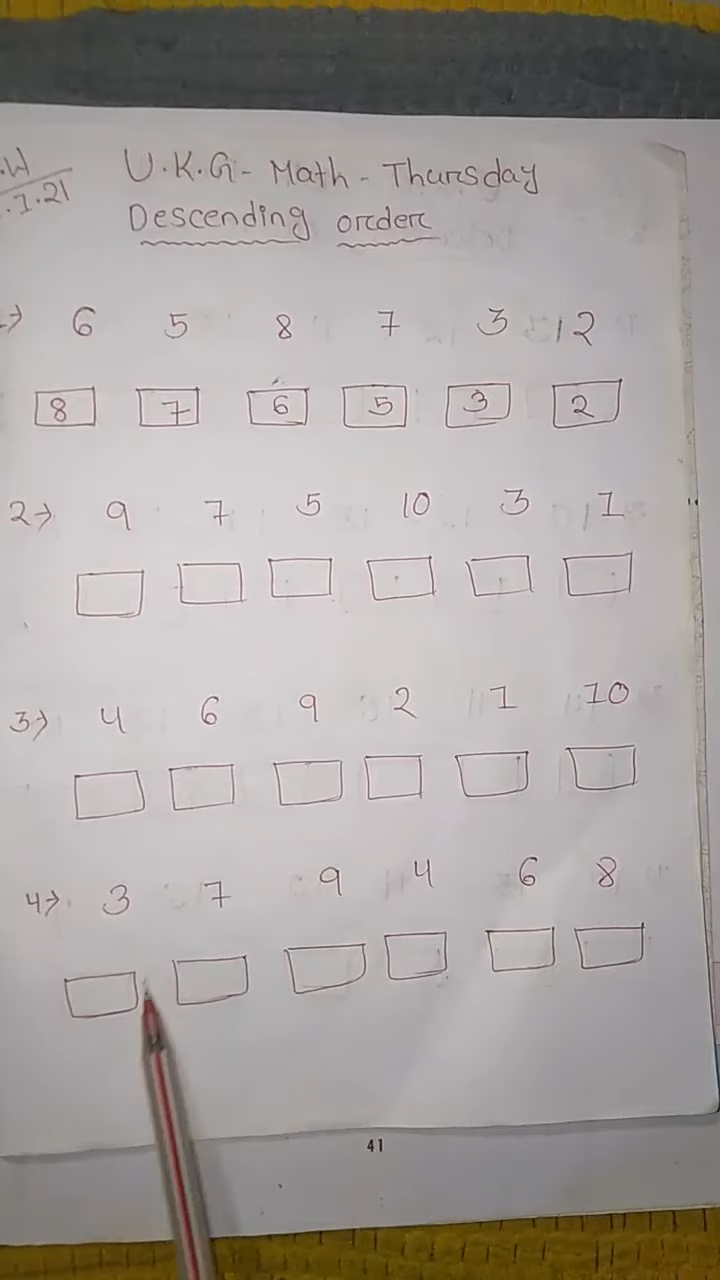 .W U.K.G - Math - Thursday
.1.21 Descending order
6 5 8 7 3 2
8 7 6 5 3 2
2→ 9 7 5 10 3 1
3→ 4 6 9 2 1 10
4→ 3 7 9 4 6 8
41